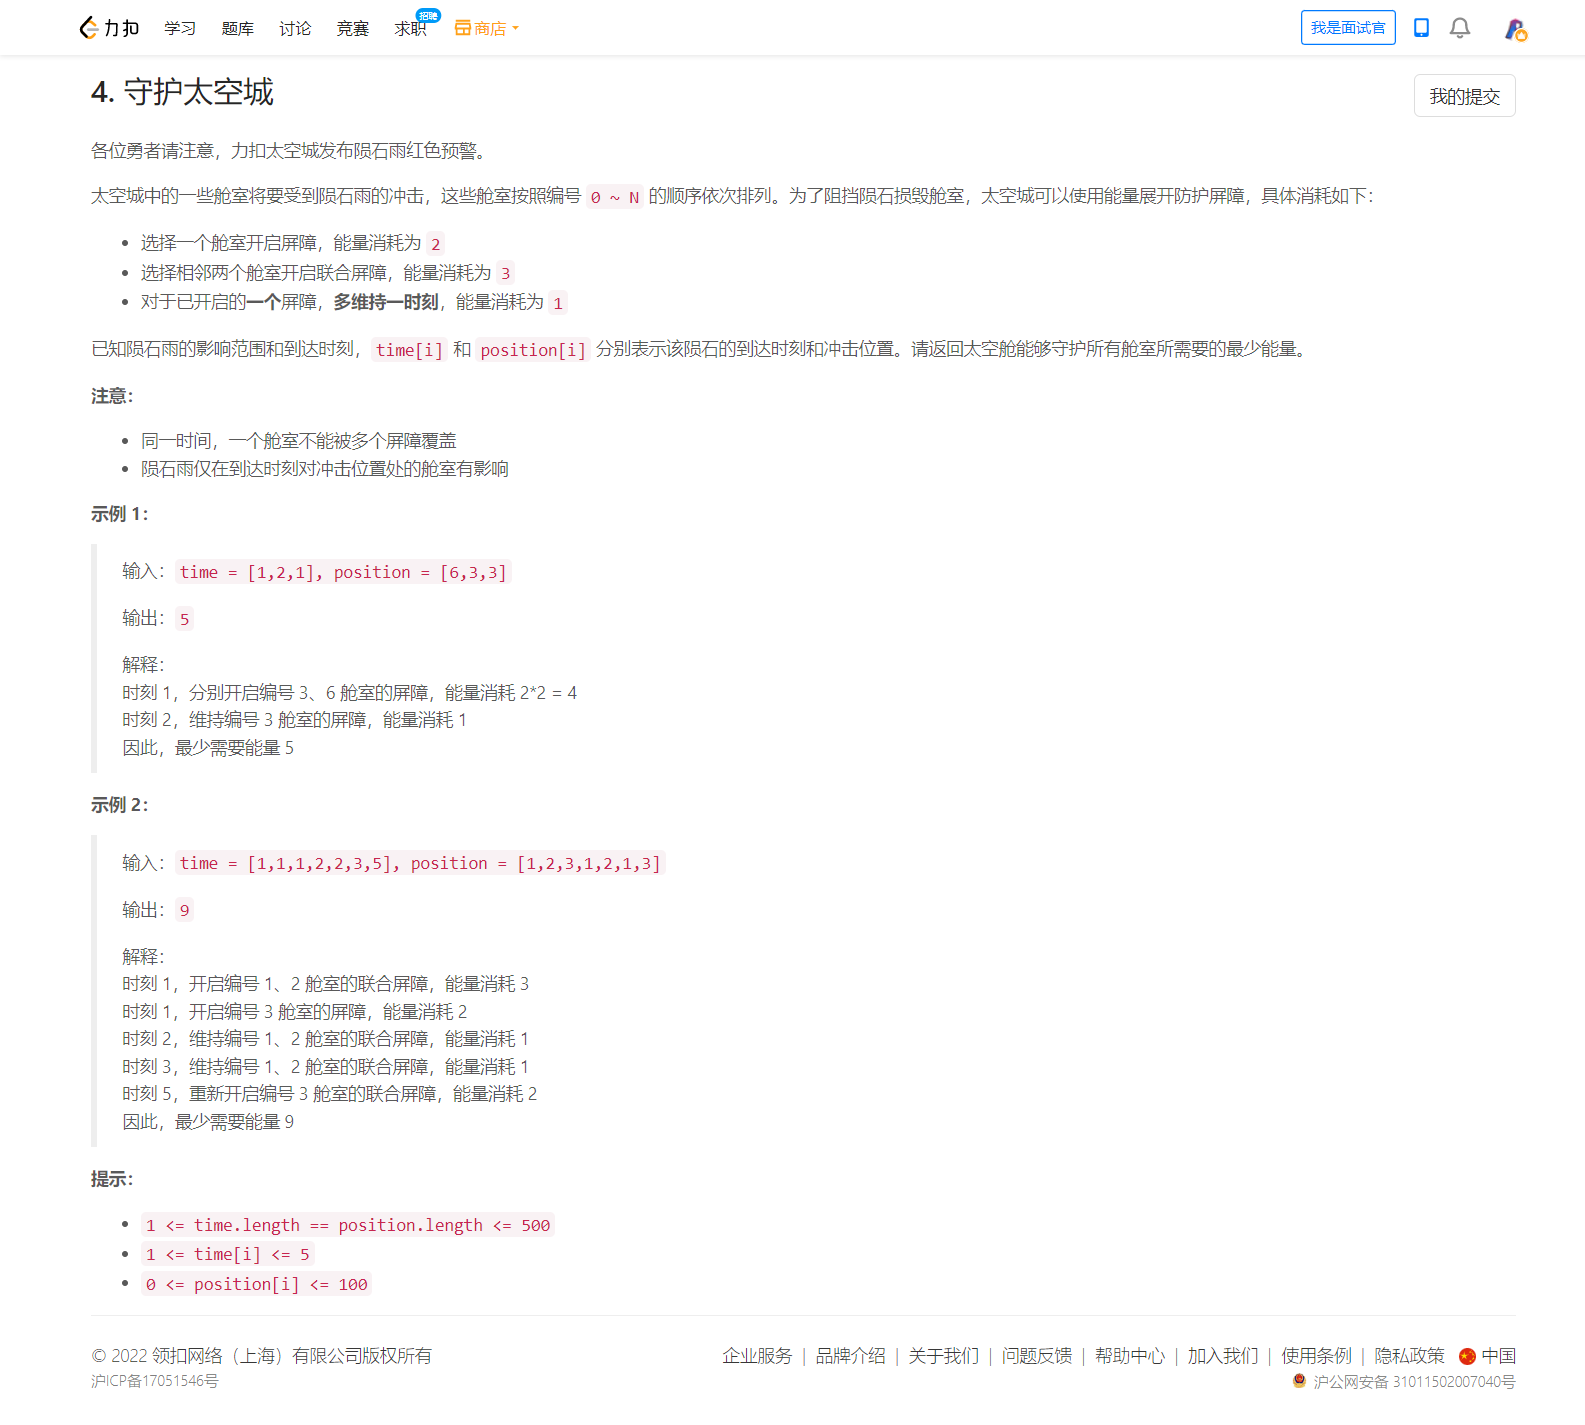 力扣 学习 题库 讨论 竞赛 求职 招聘 商店 我是面试官
4. 守护太空城 我的提交
各位勇者请注意，力扣太空城发布陨石雨红色预警。
太空城中的一些舱室将要受到陨石雨的冲击，这些舱室按照编号 0 ~ N 的顺序依次排列。为了阻挡陨石损毁舱室，太空城可以使用能量展开防护屏障，具体消耗如下：
• 选择一个舱室开启屏障，能量消耗为 2
• 选择相邻两个舱室开启联合屏障，能量消耗为 3
• 对于已开启的一个屏障，多维持一时刻，能量消耗为 1
已知陨石雨的影响范围和到达时刻，time[i] 和 position[i] 分别表示该陨石的到达时刻和冲击位置。请返回太空舱能够守护所有舱室所需要的最少能量。
注意：
• 同一时间，一个舱室不能被多个屏障覆盖
• 陨石雨仅在到达时刻对冲击位置处的舱室有影响
示例 1：
输入：time = [1,2,1], position = [6,3,3]
输出：5
解释：
时刻 1，分别开启编号 3、6 舱室的屏障，能量消耗 2*2 = 4
时刻 2，维持编号 3 舱室的屏障，能量消耗 1
因此，最少需要能量 5
示例 2：
输入：time = [1,1,1,2,2,3,5], position = [1,2,3,1,2,1,3]
输出：9
解释：
时刻 1，开启编号 1、2 舱室的联合屏障，能量消耗 3
时刻 1，开启编号 3 舱室的屏障，能量消耗 2
时刻 2，维持编号 1、2 舱室的联合屏障，能量消耗 1
时刻 3，维持编号 1、2 舱室的联合屏障，能量消耗 1
时刻 5，重新开启编号 3 舱室的联合屏障，能量消耗 2
因此，最少需要能量 9
提示：
• 1 <= time.length == position.length <= 500
• 1 <= time[i] <= 5
• 0 <= position[i] <= 100
© 2022 领扣网络（上海）有限公司版权所有 企业服务 | 品牌介绍 | 关于我们 | 问题反馈 | 帮助中心 | 加入我们 | 使用条例 | 隐私政策 中国
沪ICP备17051546号 沪公网安备 31011502007040号